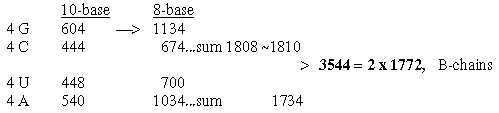 10-base 8-base
4 G 604 —> 1134
4 C 444 674...sum 1808 ~1810
> 3544 = 2 x 1772, B-chains
4 U 448 700
4 A 540 1034...sum 1734